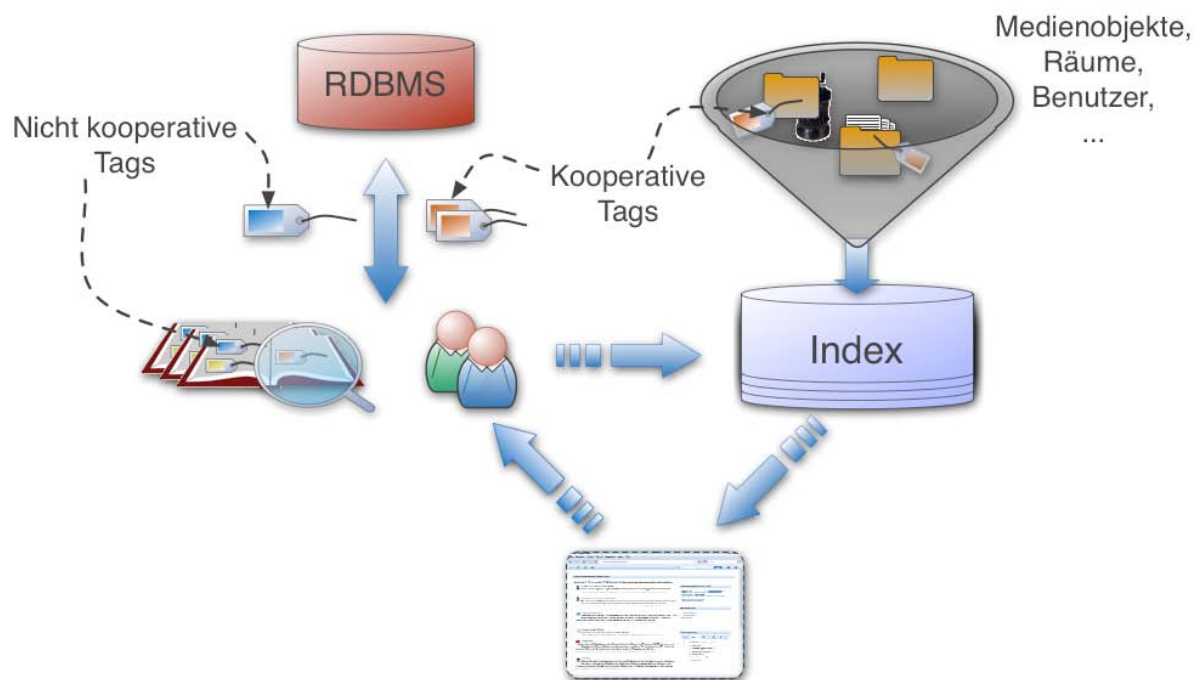 RDBMS
Medienobjekte,
Räume,
Benutzer,
...
Nicht kooperative
Tags
Kooperative
Tags
Index